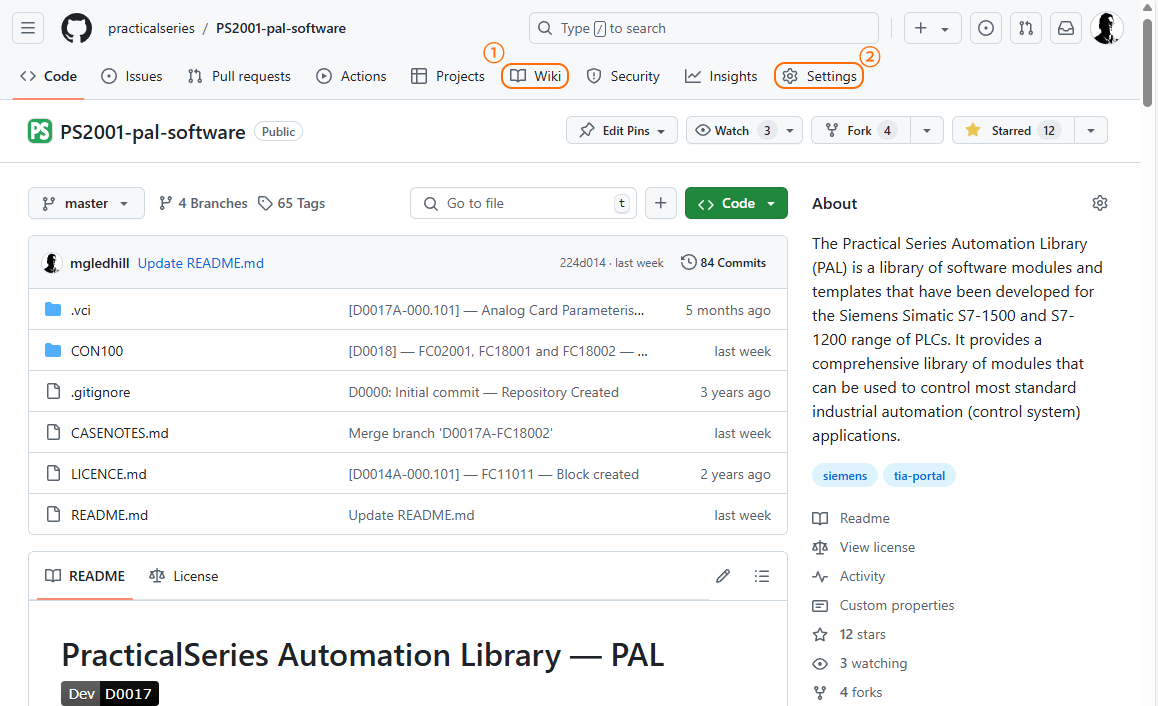 practicalseries / PS2001-pal-software
Type / to search
1
2
Code Issues Pull requests Actions Projects Wiki Security Insights Settings
PS PS2001-pal-software Public
Edit Pins Watch 3 Fork 4 Starred 12
master 4 Branches 65 Tags Go to file t Code
mgledhill Update README.md 224d014 · last week 84 Commits
.vci [D0017A-000.101] — Analog Card Parameteris... 5 months ago
CON100 [D0018] — FC02001, FC18001 and FC18002 — ... last week
.gitignore D0000: Initial commit — Repository Created 3 years ago
CASENOTES.md Merge branch 'D0017A-FC18002' last week
LICENCE.md [D0014A-000.101] — FC11011 — Block created 2 years ago
README.md Update README.md last week
README License
PracticalSeries Automation Library — PAL
Dev D0017
About
The Practical Series Automation Library
(PAL) is a library of software modules and
templates that have been developed for
the Siemens Simatic S7-1500 and S7-
1200 range of PLCs. It provides a
comprehensive library of modules that
can be used to control most standard
industrial automation (control system)
applications.
siemens tia-portal
Readme
View license
Activity
Custom properties
12 stars
3 watching
4 forks